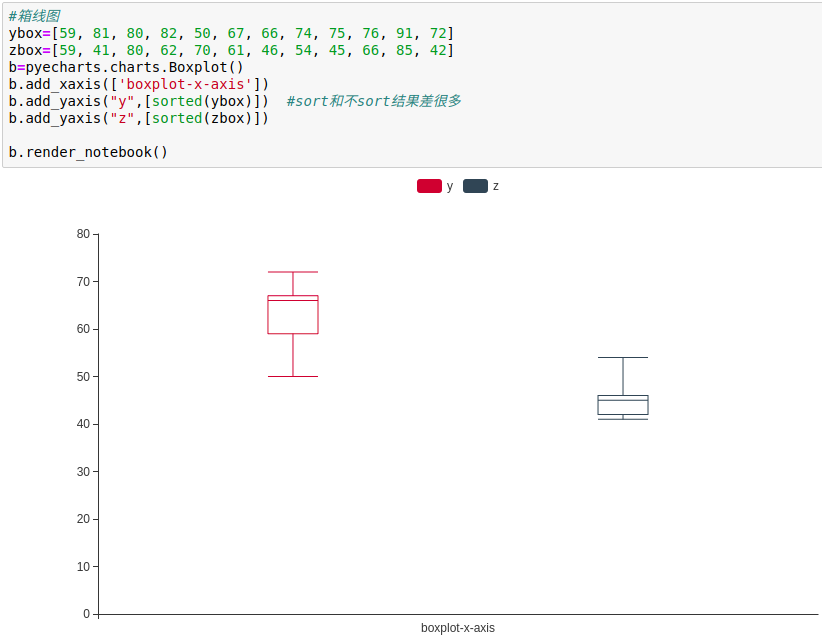 #箱线图
ybox=[59, 81, 80, 82, 50, 67, 66, 74, 75, 76, 91, 72]
zbox=[59, 41, 80, 62, 70, 61, 46, 54, 45, 66, 85, 42]
b=pyecharts.charts.Boxplot()
b.add_xaxis(['boxplot-x-axis'])
b.add_yaxis("y",[sorted(ybox)])  #sort和不sort结果差很多
b.add_yaxis("z",[sorted(zbox)])
b.render_notebook()
y z
80
70
60
50
40
30
20
10
0
boxplot-x-axis